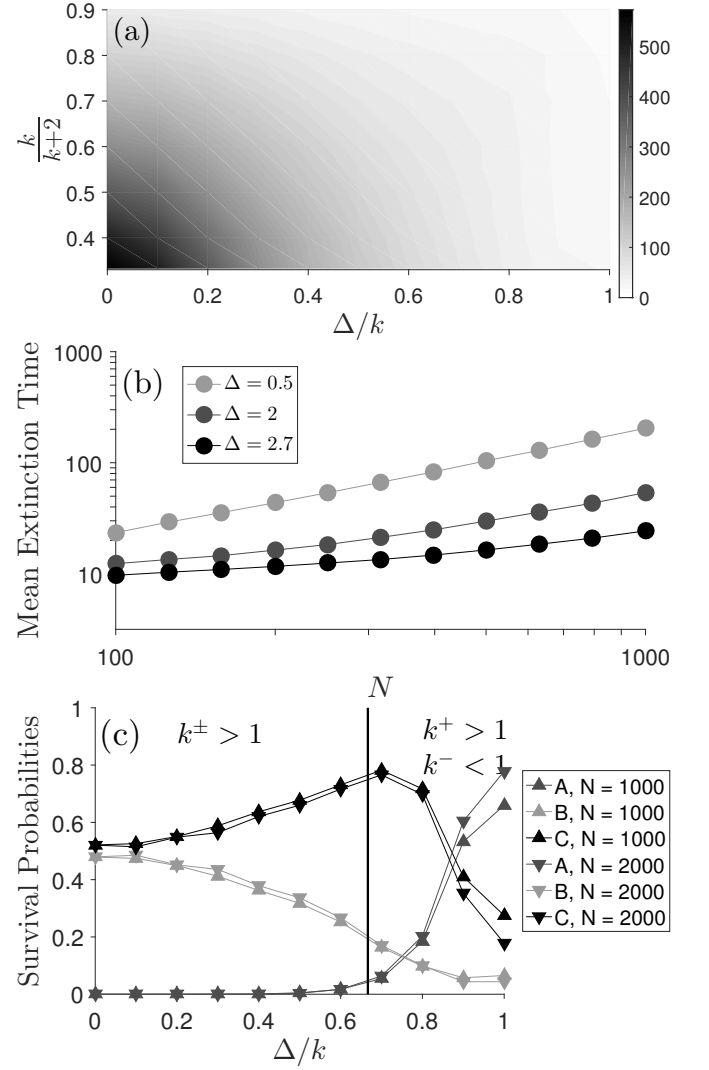 (a)
0.9
0.8
0.7
0.6
0.5
0.4
k/(k+2)
0 0.2 0.4 0.6 0.8 1
Δ/k
500
400
300
200
100
0
(b)
1000
100
10
Mean Extinction Time
Δ = 0.5
Δ = 2
Δ = 2.7
100 1000
N
(c)
1
0.8
0.6
0.4
0.2
0
Survival Probabilities
k± > 1
k+ > 1
k− < 1
0 0.2 0.4 0.6 0.8 1
Δ/k
A, N = 1000
B, N = 1000
C, N = 1000
A, N = 2000
B, N = 2000
C, N = 2000